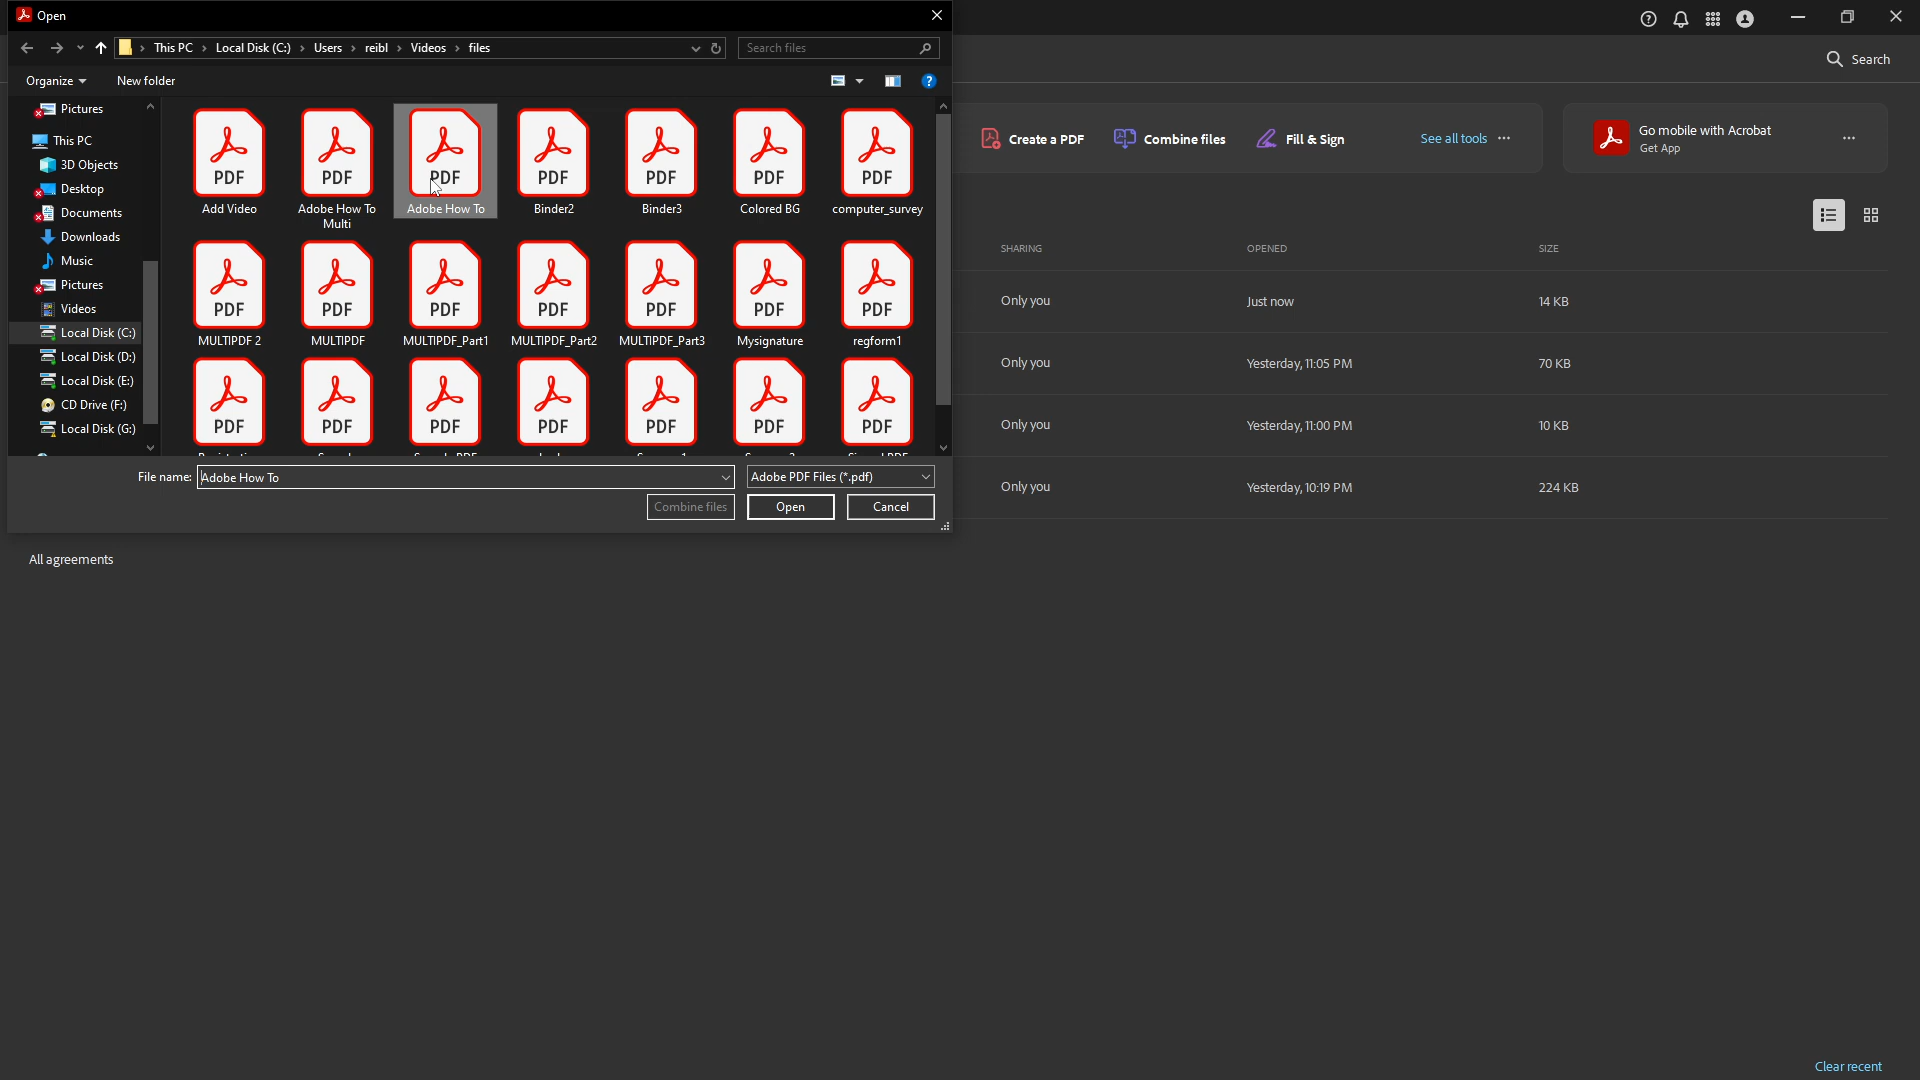 Open
This PC > Local Disk (C:) > Users > reibl > Videos > files
Search files
Organize
New folder
Search
Pictures
This PC
3D Objects
Desktop
Documents
Downloads
Music
Pictures
Videos
Local Disk (C:)
Local Disk (D:)
Local Disk (E:)
CD Drive (F:)
Local Disk (G:)
PDF PDF PDF PDF PDF PDF PDF
Add Video
Adobe How To
Multi
Adobe How To
Binder2
Binder3
Colored BG
computer_survey
PDF PDF PDF PDF PDF PDF PDF
MULTIPDF 2
MULTIPDF
MULTIPDF_Part1
MULTIPDF_Part2
MULTIPDF_Part3
Mysignature
regform1
PDF PDF PDF PDF PDF PDF PDF
File name:
Adobe How To
Adobe PDF Files (*.pdf)
Combine files
Open
Cancel
Create a PDF
Combine files
Fill & Sign
See all tools
Go mobile with Acrobat
Get App
SHARING OPENED SIZE
Only you Just now 14 KB
Only you Yesterday, 11:05 PM 70 KB
Only you Yesterday, 11:00 PM 10 KB
Only you Yesterday, 10:19 PM 224 KB
All agreements
Clear recent